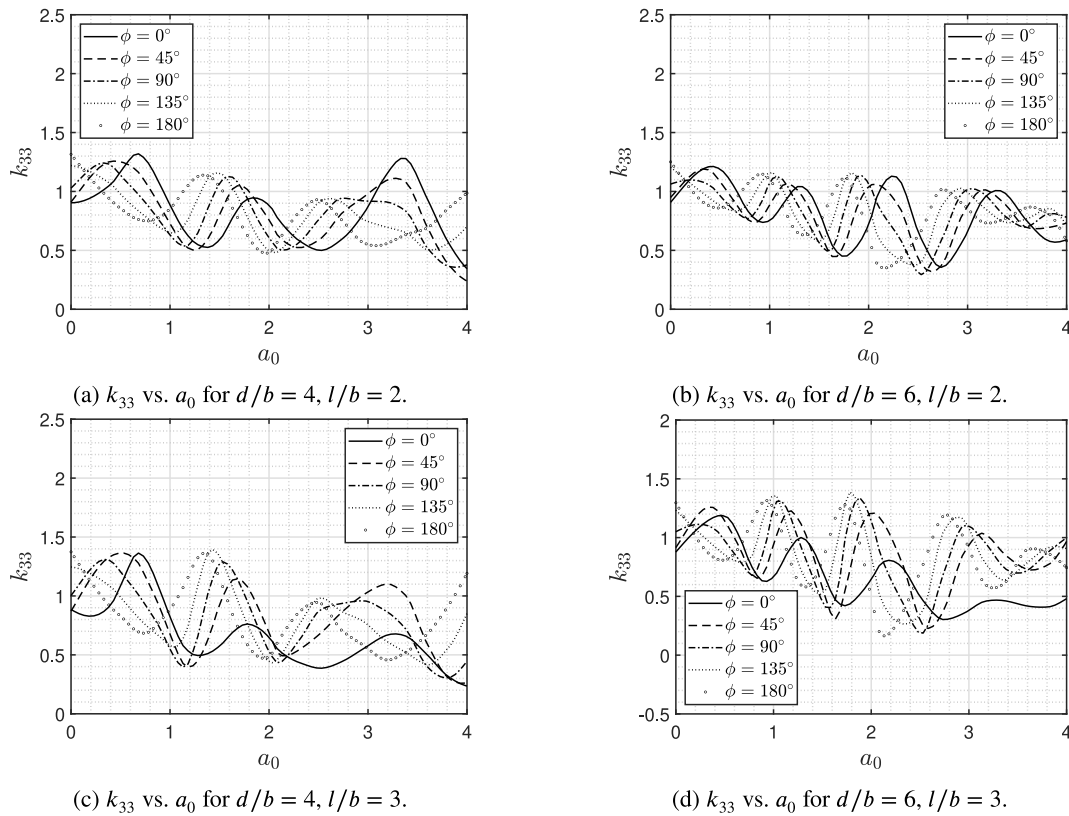 2.5
2
1.5
1
0.5
0
k₃₃
ϕ = 0°
ϕ = 45°
ϕ = 90°
ϕ = 135°
ϕ = 180°
0 1 2 3 4
a₀
(a) k₃₃ vs. a₀ for d/b = 4, l/b = 2.
2.5
2
1.5
1
0.5
0
k₃₃
ϕ = 0°
ϕ = 45°
ϕ = 90°
ϕ = 135°
ϕ = 180°
0 1 2 3 4
a₀
(b) k₃₃ vs. a₀ for d/b = 6, l/b = 2.
2.5
2
1.5
1
0.5
0
k₃₃
ϕ = 0°
ϕ = 45°
ϕ = 90°
ϕ = 135°
ϕ = 180°
0 1 2 3 4
a₀
(c) k₃₃ vs. a₀ for d/b = 4, l/b = 3.
2
1.5
1
0.5
0
-0.5
k₃₃
ϕ = 0°
ϕ = 45°
ϕ = 90°
ϕ = 135°
ϕ = 180°
0 1 2 3 4
a₀
(d) k₃₃ vs. a₀ for d/b = 6, l/b = 3.